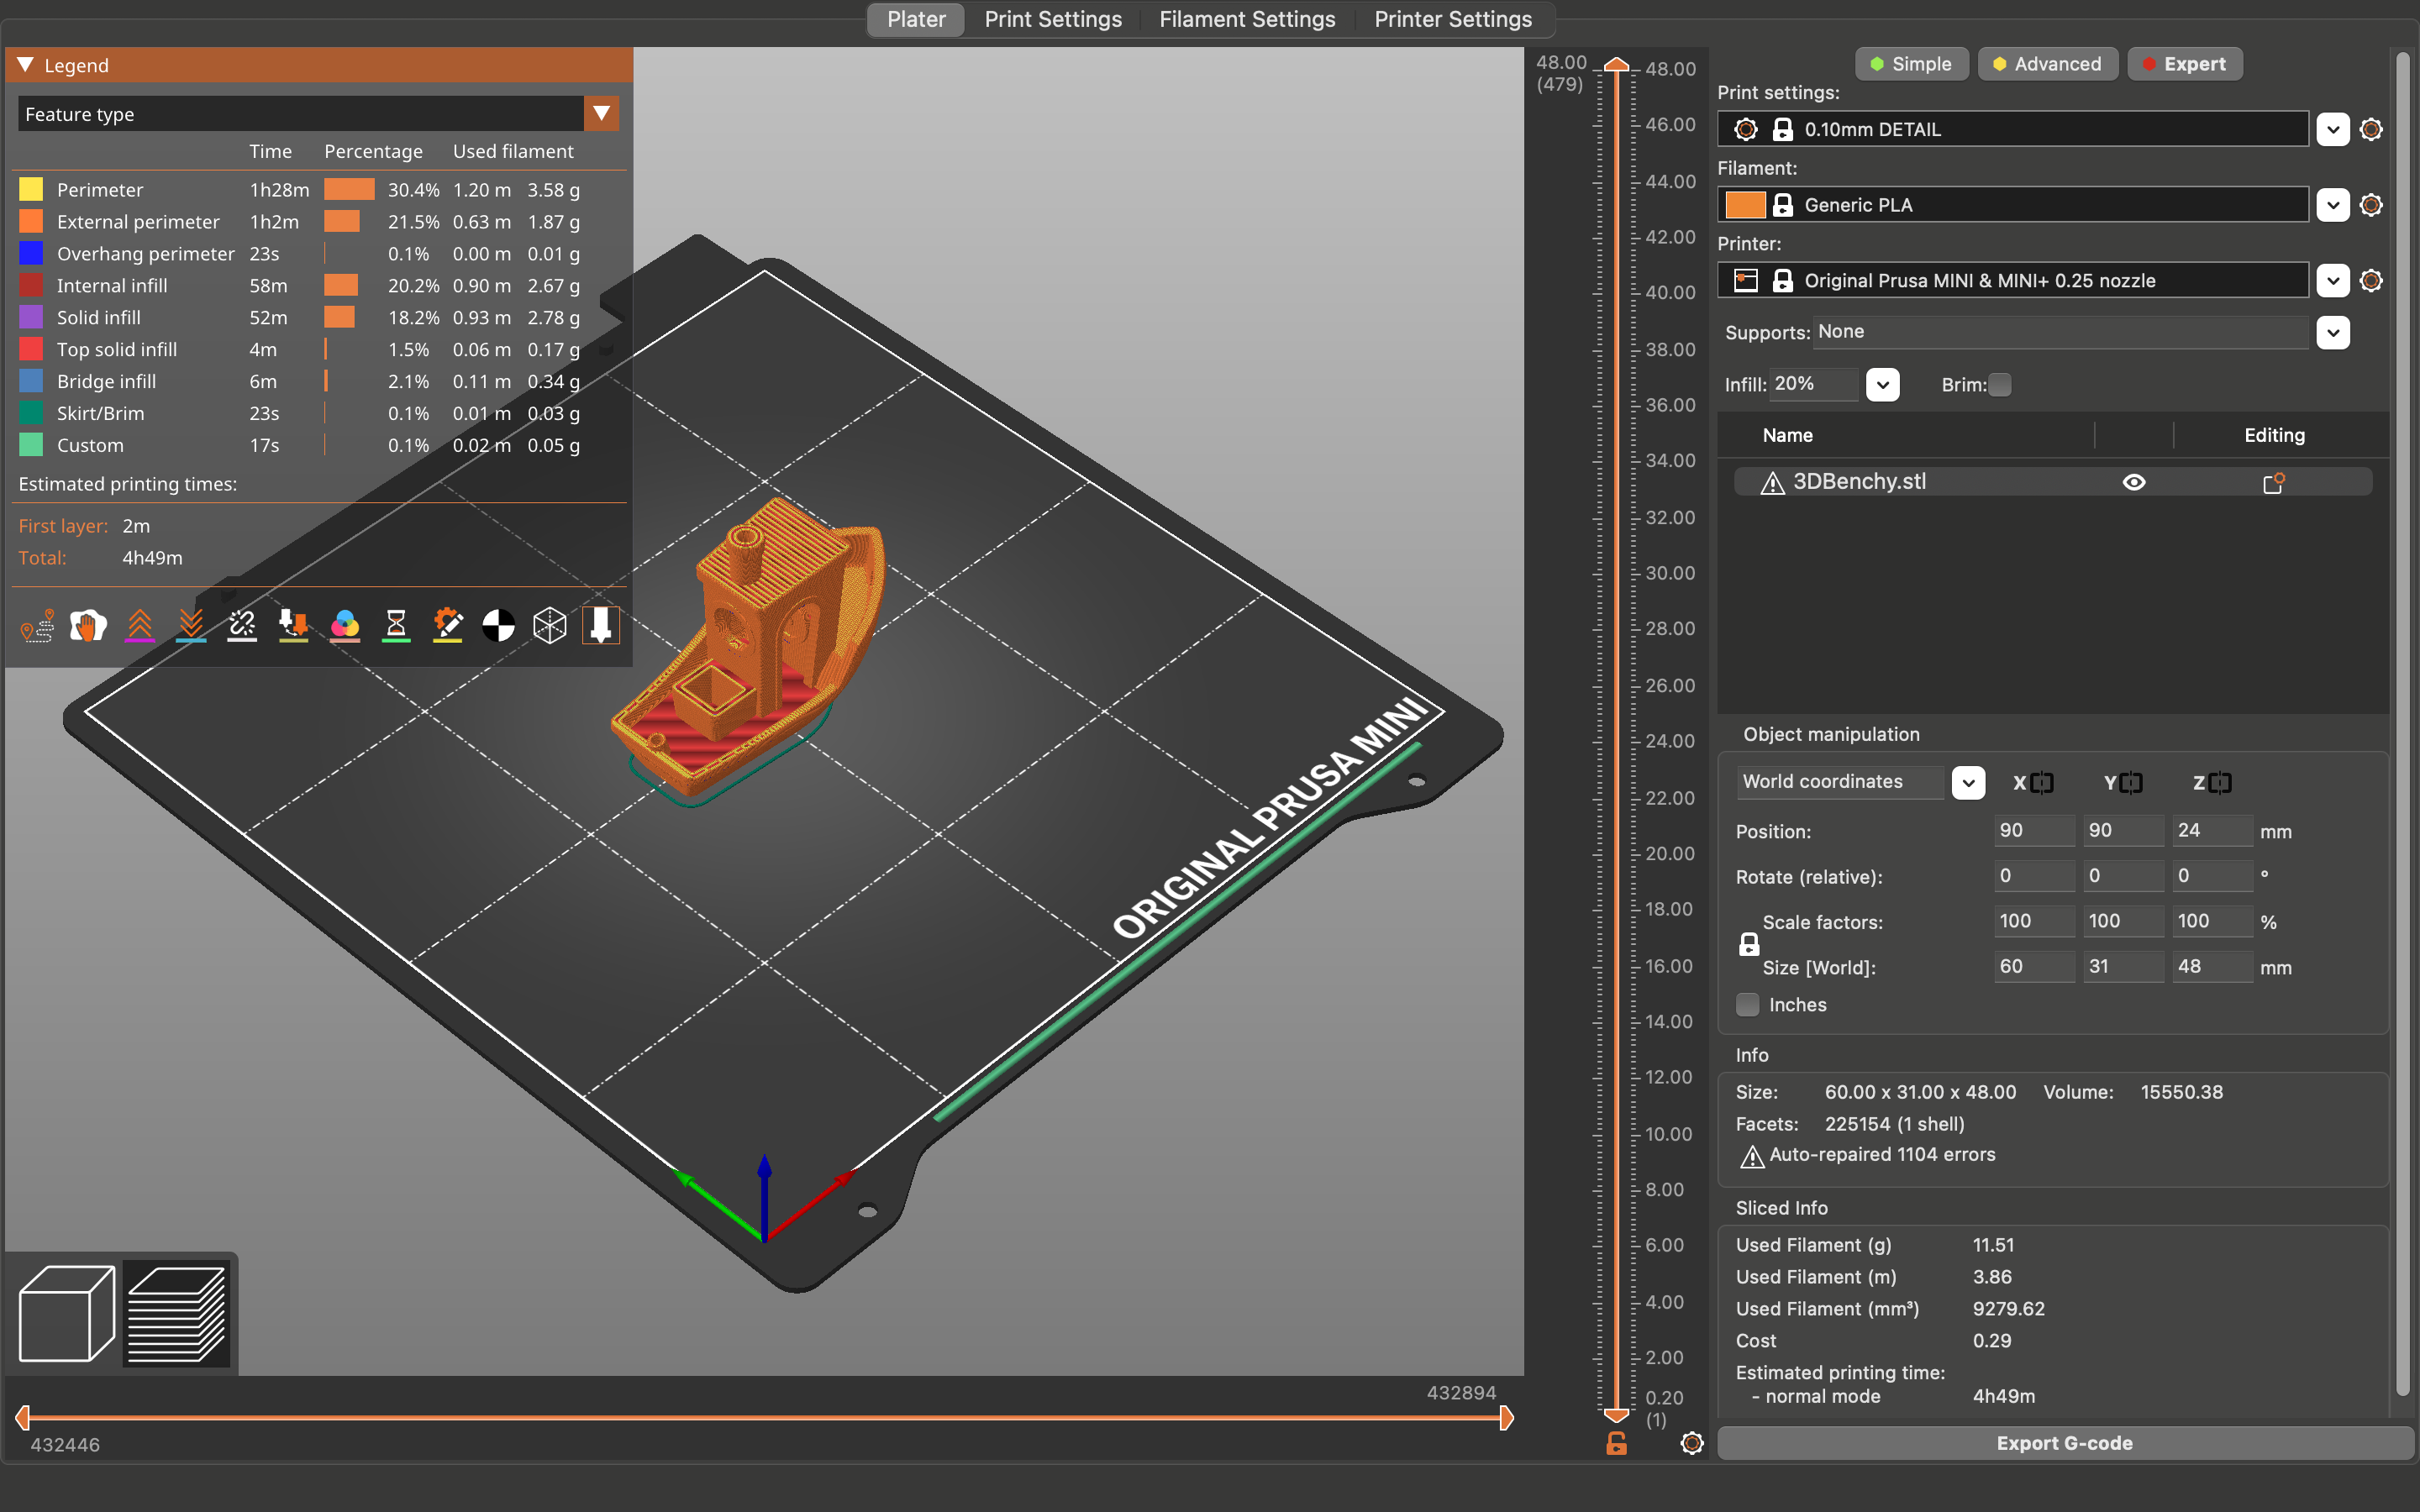 Plater Print Settings Filament Settings Printer Settings
Legend
Feature type
Time Percentage Used filament
Perimeter 1h28m 30.4% 1.20 m 3.58 g
External perimeter 1h2m 21.5% 0.63 m 1.87 g
Overhang perimeter 23s 0.1% 0.00 m 0.01 g
Internal infill 58m 20.2% 0.90 m 2.67 g
Solid infill 52m 18.2% 0.93 m 2.78 g
Top solid infill 4m 1.5% 0.06 m 0.17 g
Bridge infill 6m 2.1% 0.11 m 0.34 g
Skirt/Brim 23s 0.1% 0.01 m 0.03 g
Custom 17s 0.1% 0.02 m 0.05 g
Estimated printing times:
First layer: 2m
Total: 4h49m
ORIGINAL PRUSA MINI
432894
432446
48.00
(479)
48.00
46.00
44.00
42.00
40.00
38.00
36.00
34.00
32.00
30.00
28.00
26.00
24.00
22.00
20.00
18.00
16.00
14.00
12.00
10.00
8.00
6.00
4.00
2.00
0.20
(1)
Simple Advanced Expert
Print settings:
0.10mm DETAIL
Filament:
Generic PLA
Printer:
Original Prusa MINI & MINI+ 0.25 nozzle
Supports: None
Infill: 20% Brim:
Name Editing
3DBenchy.stl
Object manipulation
World coordinates X Y Z
Position: 90 90 24 mm
Rotate (relative): 0 0 0 °
Scale factors: 100 100 100 %
Size [World]: 60 31 48 mm
Inches
Info
Size: 60.00 x 31.00 x 48.00 Volume: 15550.38
Facets: 225154 (1 shell)
Auto-repaired 1104 errors
Sliced Info
Used Filament (g) 11.51
Used Filament (m) 3.86
Used Filament (mm³) 9279.62
Cost 0.29
Estimated printing time:
- normal mode 4h49m
Export G-code